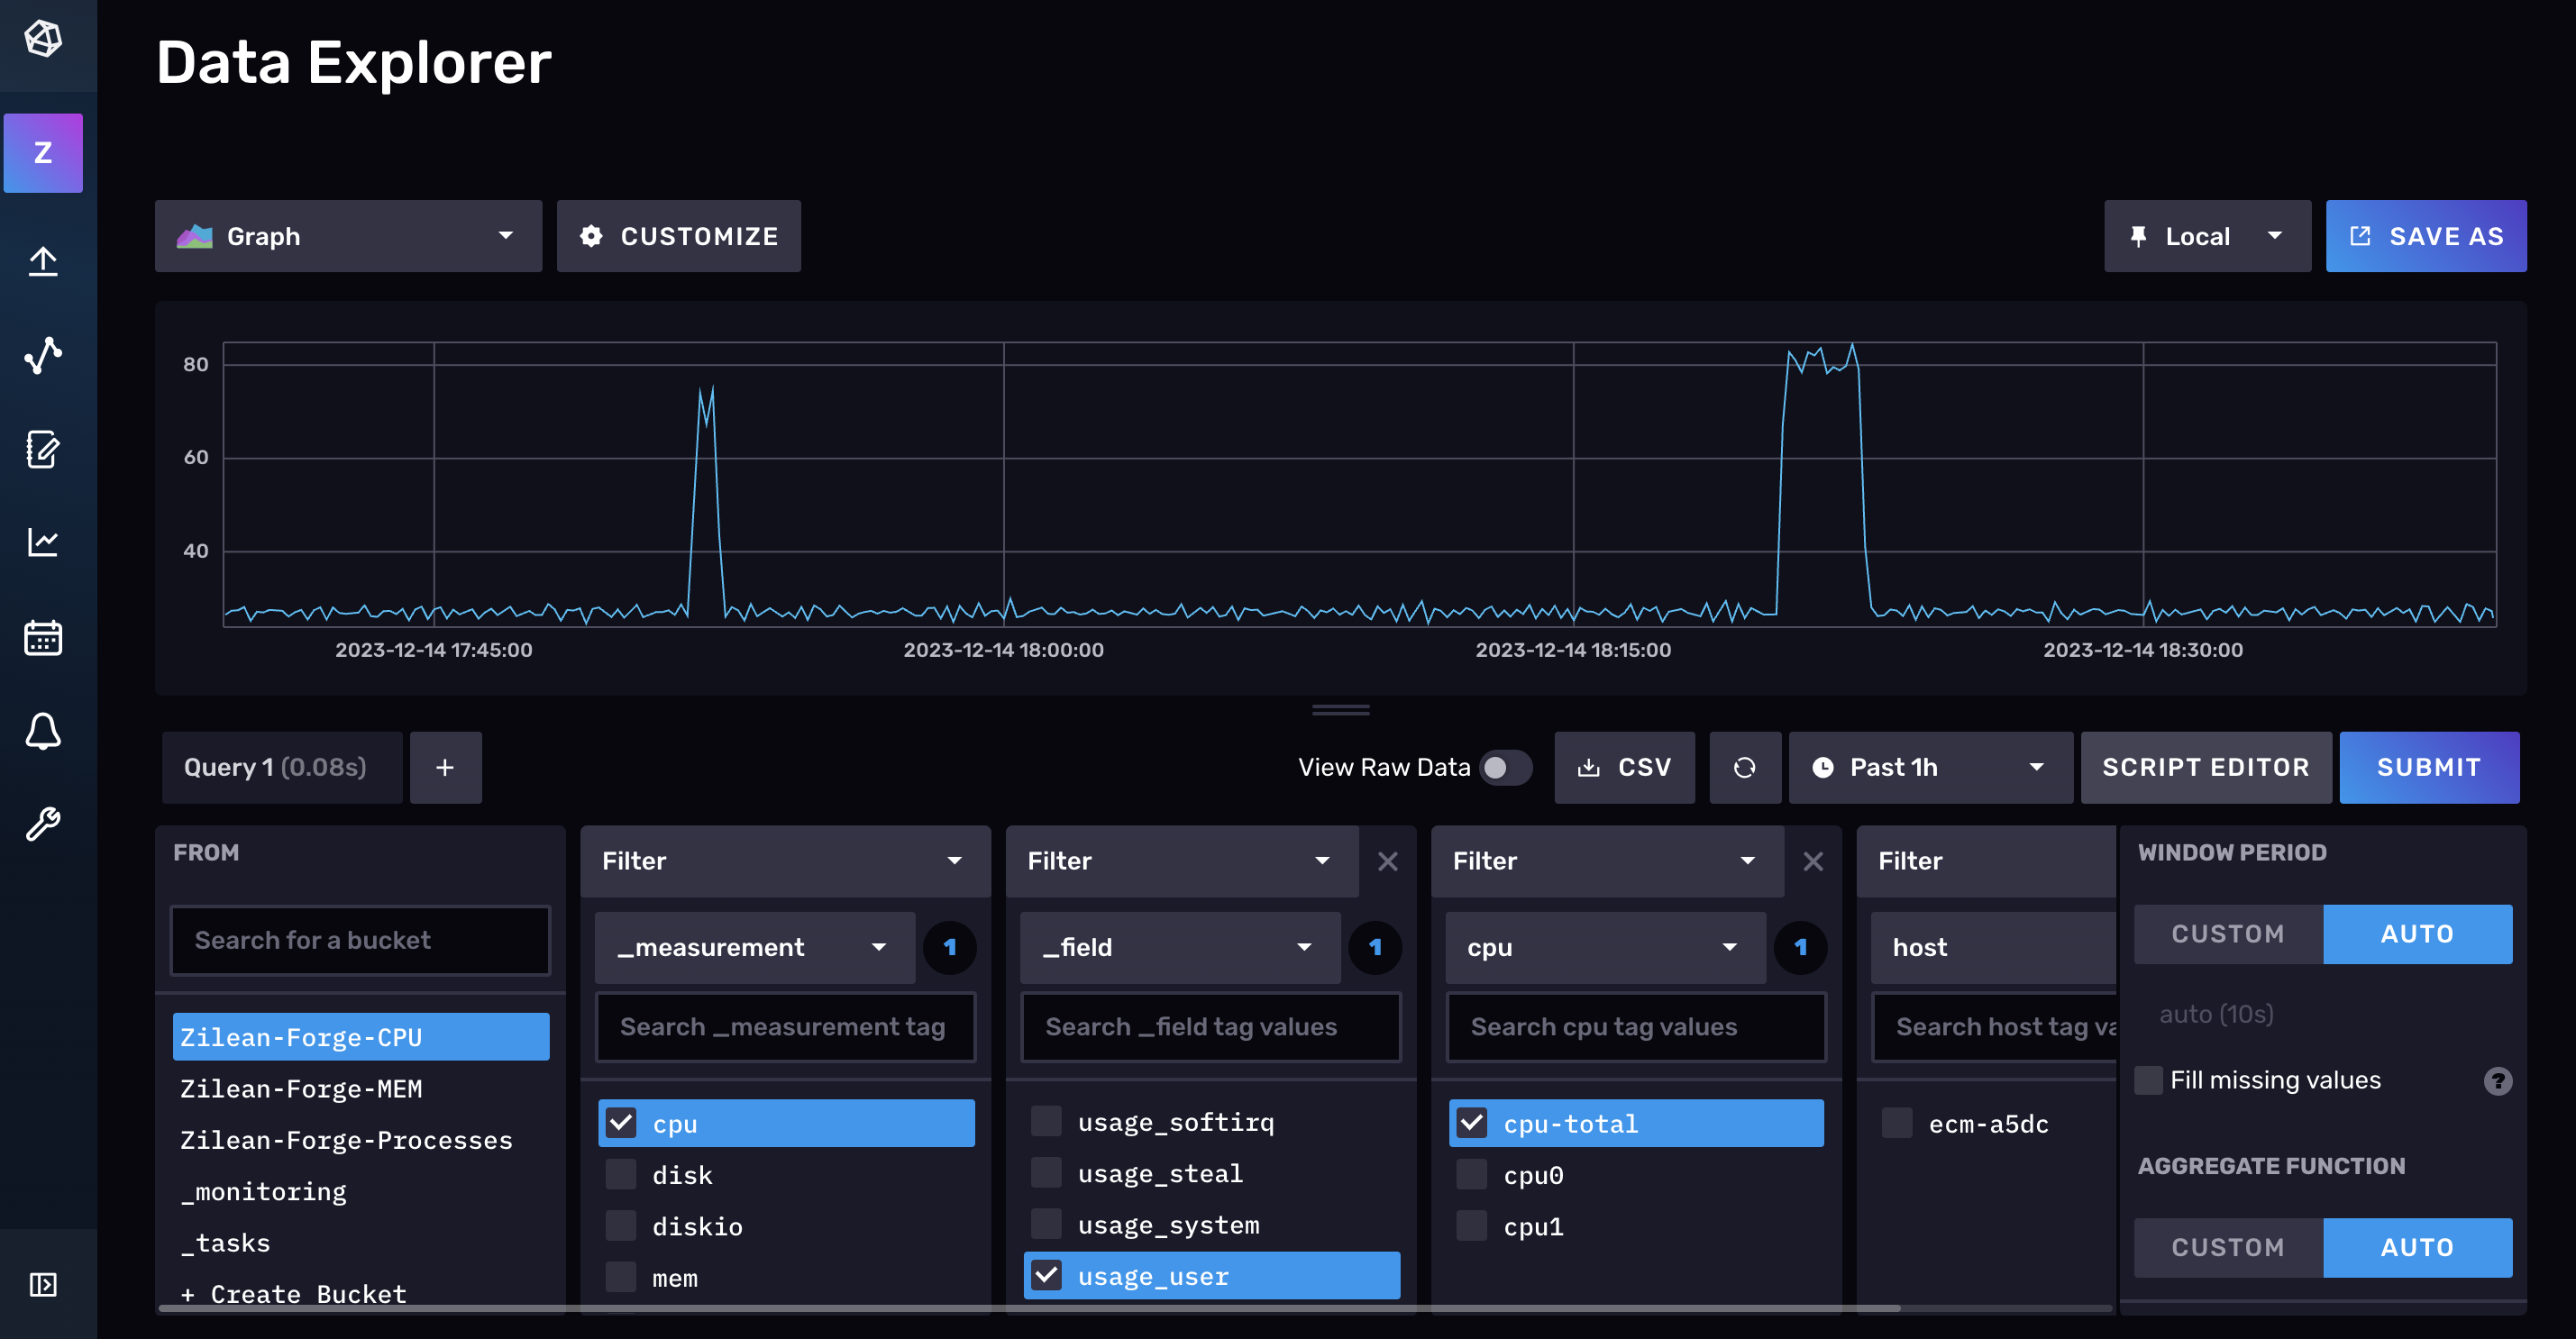 Data Explorer
Z
Graph
CUSTOMIZE
Local
SAVE AS
80
60
40
2023-12-14 17:45:00
2023-12-14 18:00:00
2023-12-14 18:15:00
2023-12-14 18:30:00
Query 1 (0.08s)
+
View Raw Data
CSV
Past 1h
SCRIPT EDITOR
SUBMIT
FROM
Search for a bucket
Zilean-Forge-CPU
Zilean-Forge-MEM
Zilean-Forge-Processes
_monitoring
_tasks
+ Create Bucket
Filter
_measurement
1
Search _measurement tag
cpu
disk
diskio
mem
Filter
_field
1
Search _field tag values
usage_softirq
usage_steal
usage_system
usage_user
Filter
cpu
1
Search cpu tag values
cpu-total
cpu0
cpu1
Filter
host
Search host tag va
ecm-a5dc
WINDOW PERIOD
CUSTOM
AUTO
auto (10s)
Fill missing values
?
AGGREGATE FUNCTION
CUSTOM
AUTO